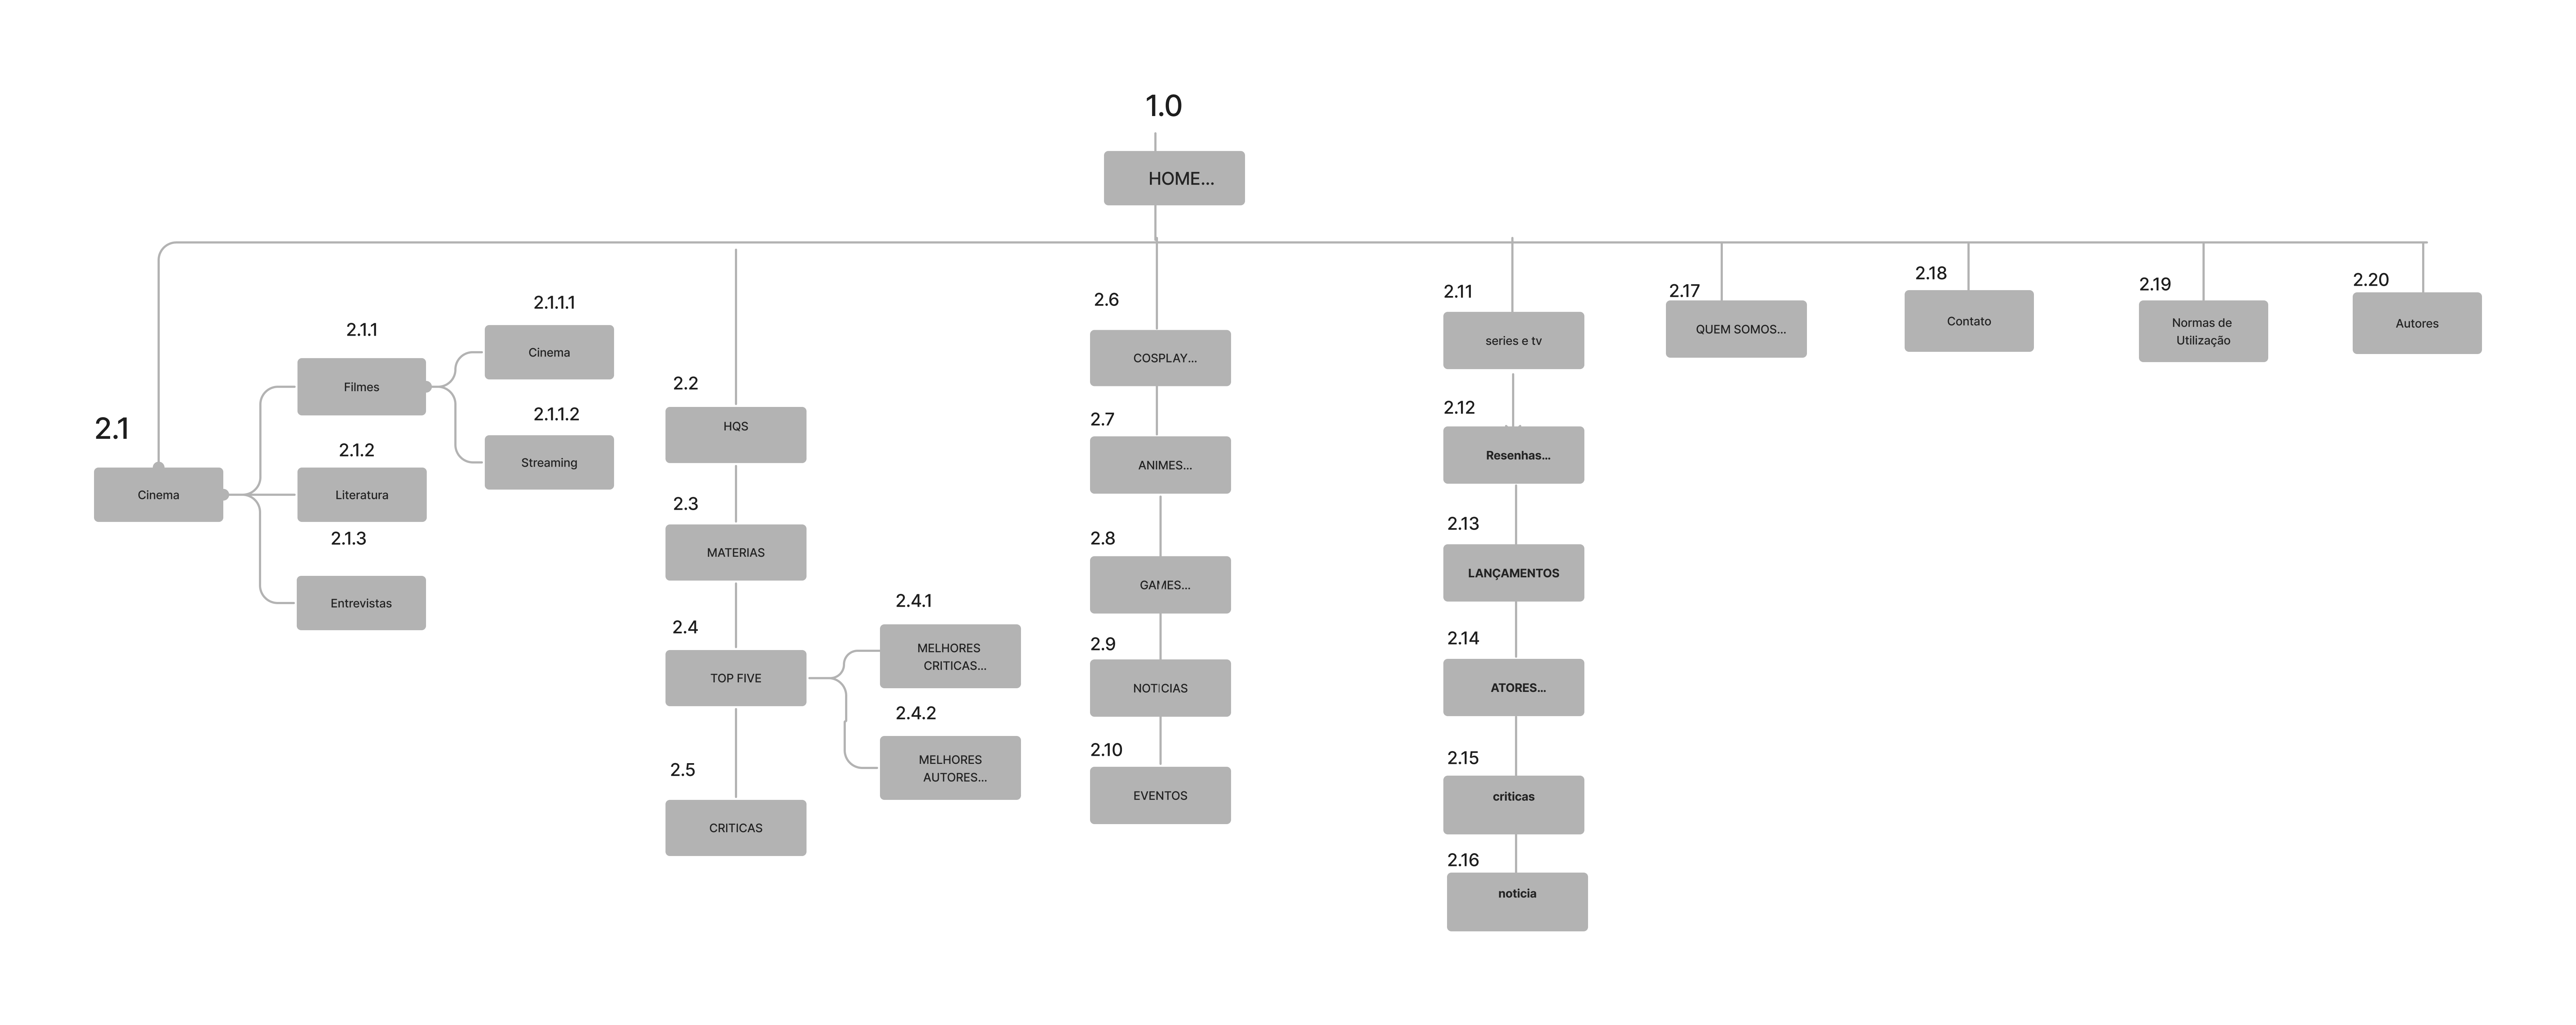 1.0
HOME...
2.1
Cinema
2.1.1
Filmes
2.1.1.1
Cinema
2.1.1.2
Streaming
2.1.2
Literatura
2.1.3
Entrevistas
2.2
HQS
2.3
MATERIAS
2.4
TOP FIVE
2.4.1
MELHORES
CRITICAS...
2.4.2
MELHORES
AUTORES...
2.5
CRITICAS
2.6
COSPLAY...
2.7
ANIMES...
2.8
GAMES...
2.9
NOTICIAS
2.10
EVENTOS
2.11
series e tv
2.12
Resenhas...
2.13
LANÇAMENTOS
2.14
ATORES...
2.15
criticas
2.16
noticia
2.17
QUEM SOMOS...
2.18
Contato
2.19
Normas de
Utilização
2.20
Autores